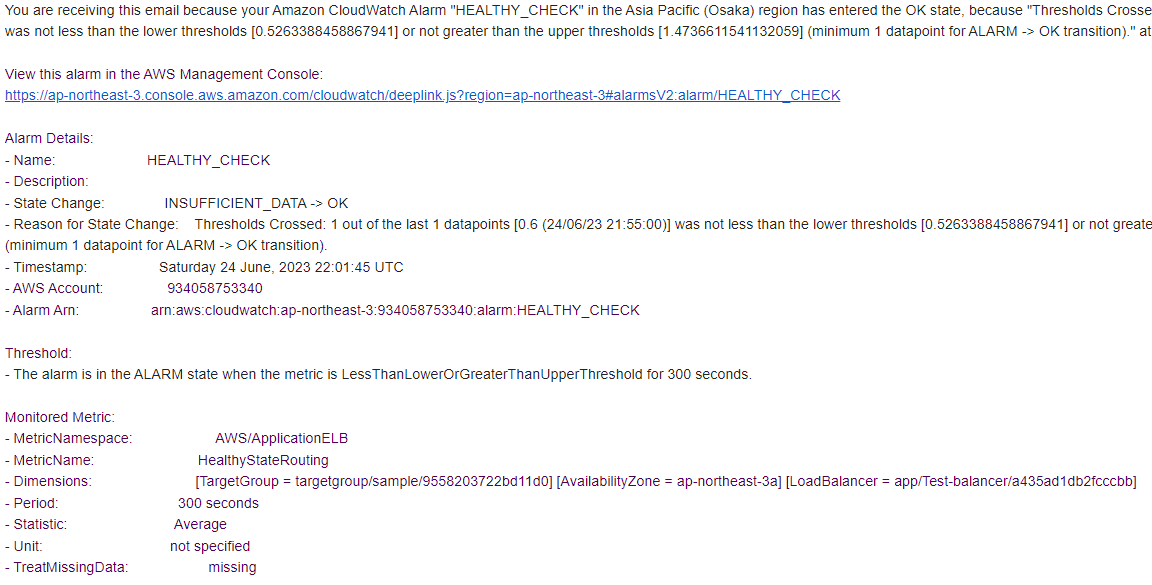 You are receiving this email because your Amazon CloudWatch Alarm "HEALTHY_CHECK" in the Asia Pacific (Osaka) region has entered the OK state, because "Thresholds Crosse
was not less than the lower thresholds [0.5263388458867941] or not greater than the upper thresholds [1.4736611541132059] (minimum 1 datapoint for ALARM -> OK transition)." at
View this alarm in the AWS Management Console:
https://ap-northeast-3.console.aws.amazon.com/cloudwatch/deeplink.js?region=ap-northeast-3#alarmsV2:alarm/HEALTHY_CHECK
Alarm Details:
- Name: HEALTHY_CHECK
- Description:
- State Change: INSUFFICIENT_DATA -> OK
- Reason for State Change: Thresholds Crossed: 1 out of the last 1 datapoints [0.6 (24/06/23 21:55:00)] was not less than the lower thresholds [0.5263388458867941] or not greate
(minimum 1 datapoint for ALARM -> OK transition).
- Timestamp: Saturday 24 June, 2023 22:01:45 UTC
- AWS Account: 934058753340
- Alarm Arn: arn:aws:cloudwatch:ap-northeast-3:934058753340:alarm:HEALTHY_CHECK
Threshold:
- The alarm is in the ALARM state when the metric is LessThanLowerOrGreaterThanUpperThreshold for 300 seconds.
Monitored Metric:
- MetricNamespace: AWS/ApplicationELB
- MetricName: HealthyStateRouting
- Dimensions: [TargetGroup = targetgroup/sample/9558203722bd11d0] [AvailabilityZone = ap-northeast-3a] [LoadBalancer = app/Test-balancer/a435ad1db2fcccbb]
- Period: 300 seconds
- Statistic: Average
- Unit: not specified
- TreatMissingData: missing